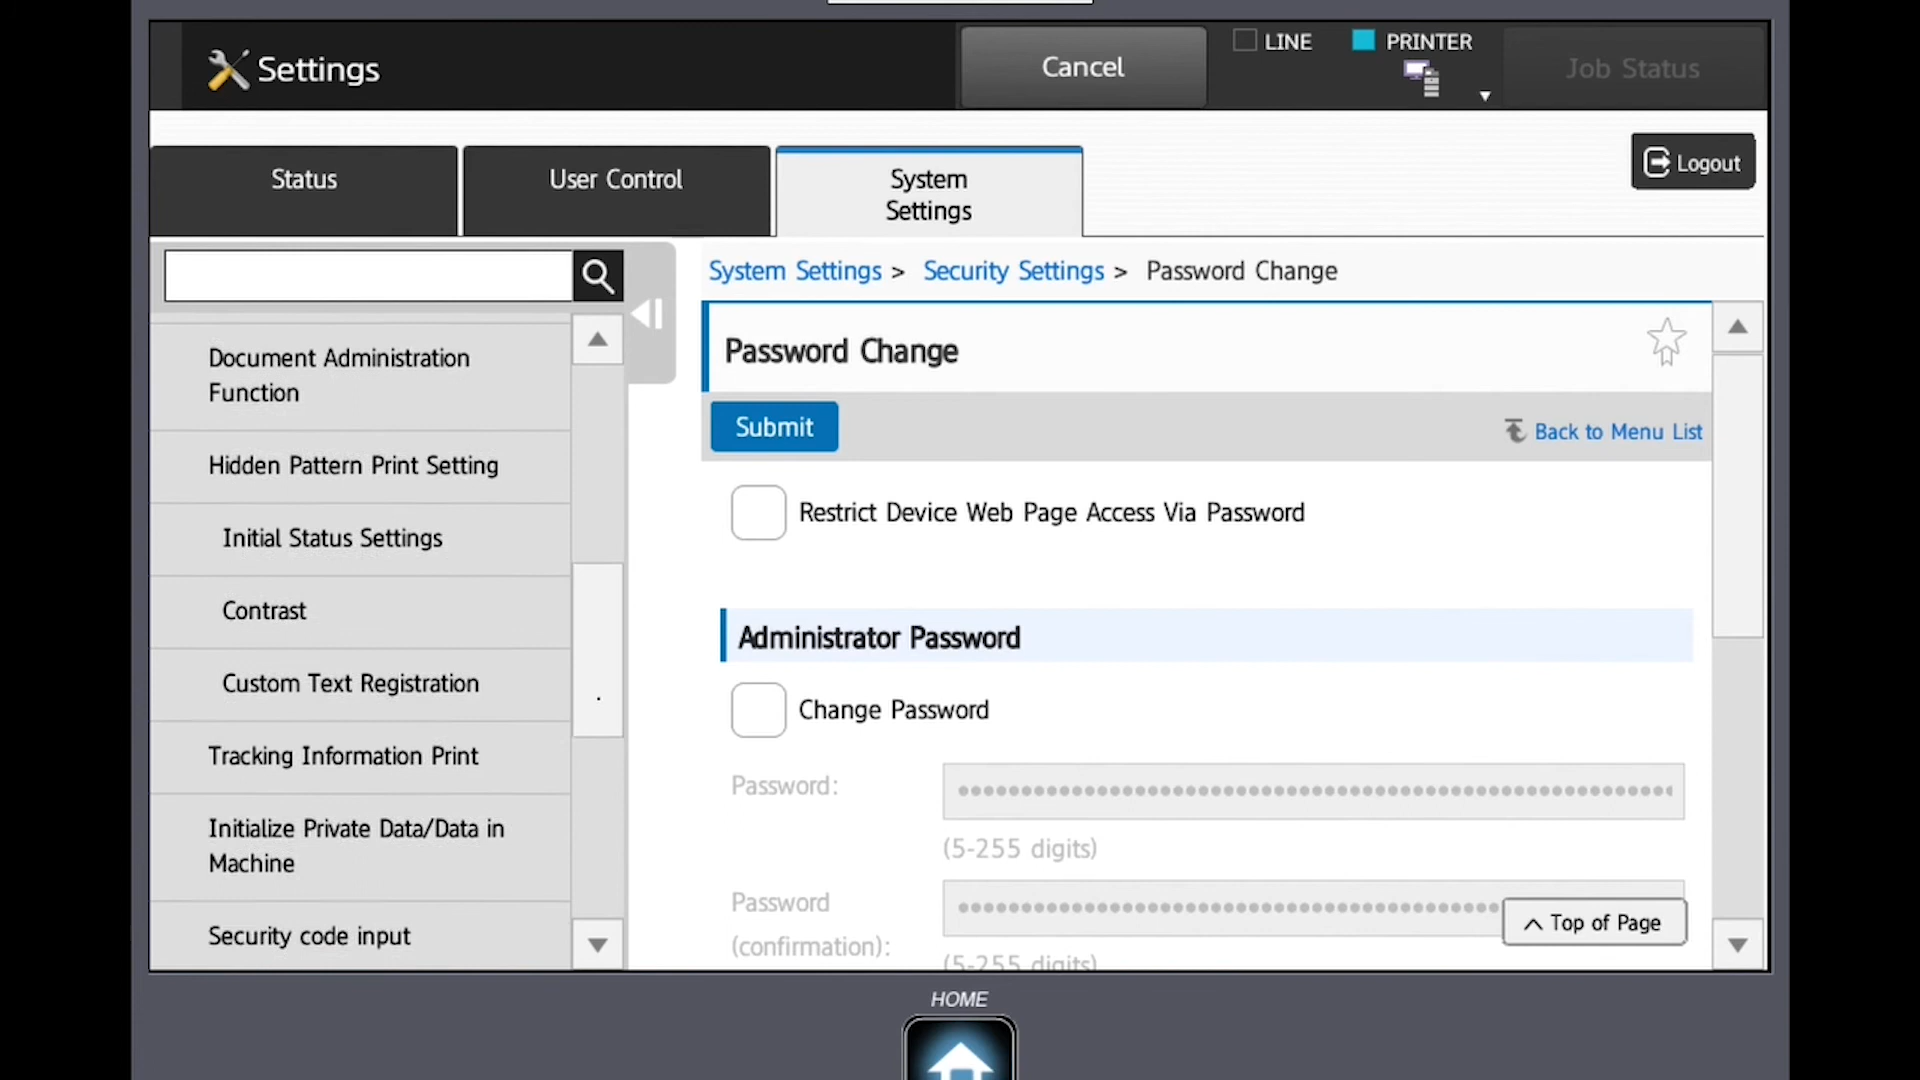 Settings
Cancel
LINE
PRINTER
Job Status
Status
User Control
System
Settings
Logout
System Settings > Security Settings > Password Change
Document Administration
Function
Hidden Pattern Print Setting
Initial Status Settings
Contrast
Custom Text Registration
Tracking Information Print
Initialize Private Data/Data in
Machine
Security code input
Password Change
Submit
Back to Menu List
Restrict Device Web Page Access Via Password
Administrator Password
Change Password
Password:
(5-255 digits)
Password
(confirmation):
(5-255 digits)
Top of Page
HOME